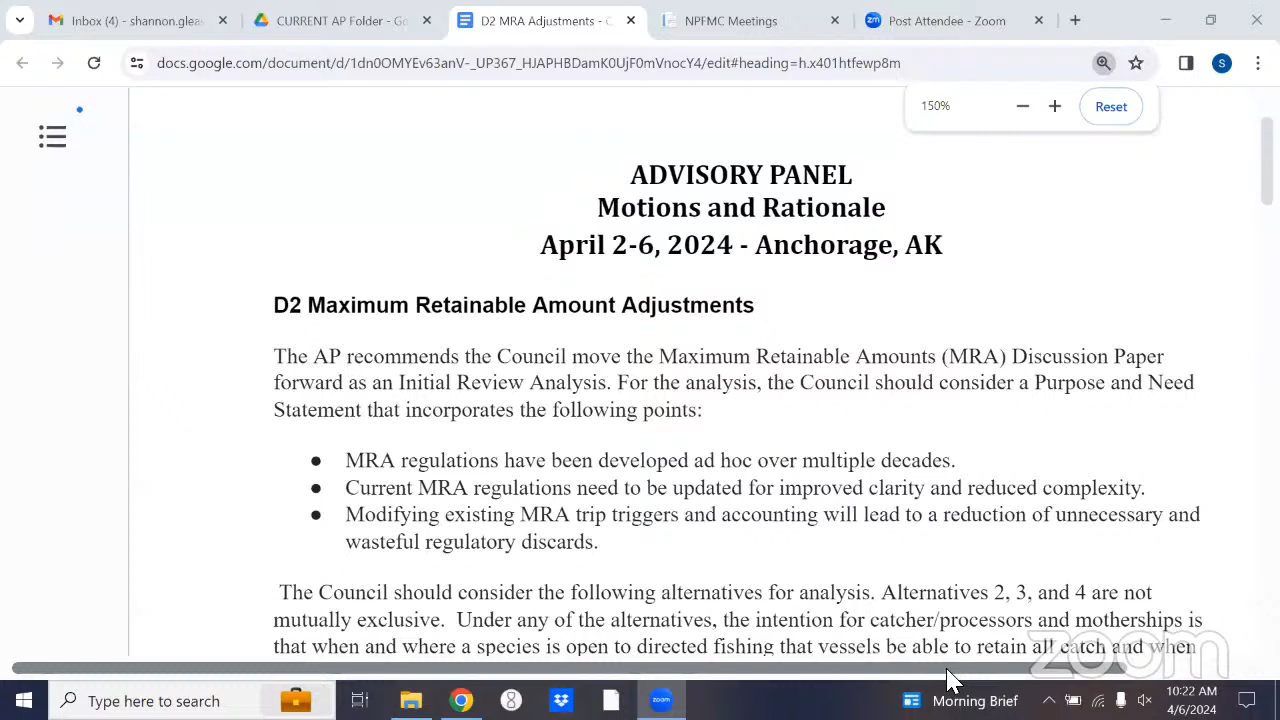 Inbox (4) - shannon.glee
CURRENT AP Folder - Go
D2 MRA Adjustments - G
NPFMC Meetings
Post Attendee - Zoom
docs.google.com/document/d/1dn0OMYEv63anV-_UP367_HJAPHBDamK0UjF0mVnocY4/edit#heading=h.x401htfewp8m
S
150%
Reset
ADVISORY PANEL
Motions and Rationale
April 2-6, 2024 - Anchorage, AK
D2 Maximum Retainable Amount Adjustments
The AP recommends the Council move the Maximum Retainable Amounts (MRA) Discussion Paper
forward as an Initial Review Analysis. For the analysis, the Council should consider a Purpose and Need
Statement that incorporates the following points:
● MRA regulations have been developed ad hoc over multiple decades.
● Current MRA regulations need to be updated for improved clarity and reduced complexity.
● Modifying existing MRA trip triggers and accounting will lead to a reduction of unnecessary and
wasteful regulatory discards.
The Council should consider the following alternatives for analysis. Alternatives 2, 3, and 4 are not
mutually exclusive. Under any of the alternatives, the intention for catcher/processors and motherships is
that when and where a species is open to directed fishing that vessels be able to retain all catch and when
zoom
Type here to search
zoom
Morning Brief
10:22 AM
4/6/2024